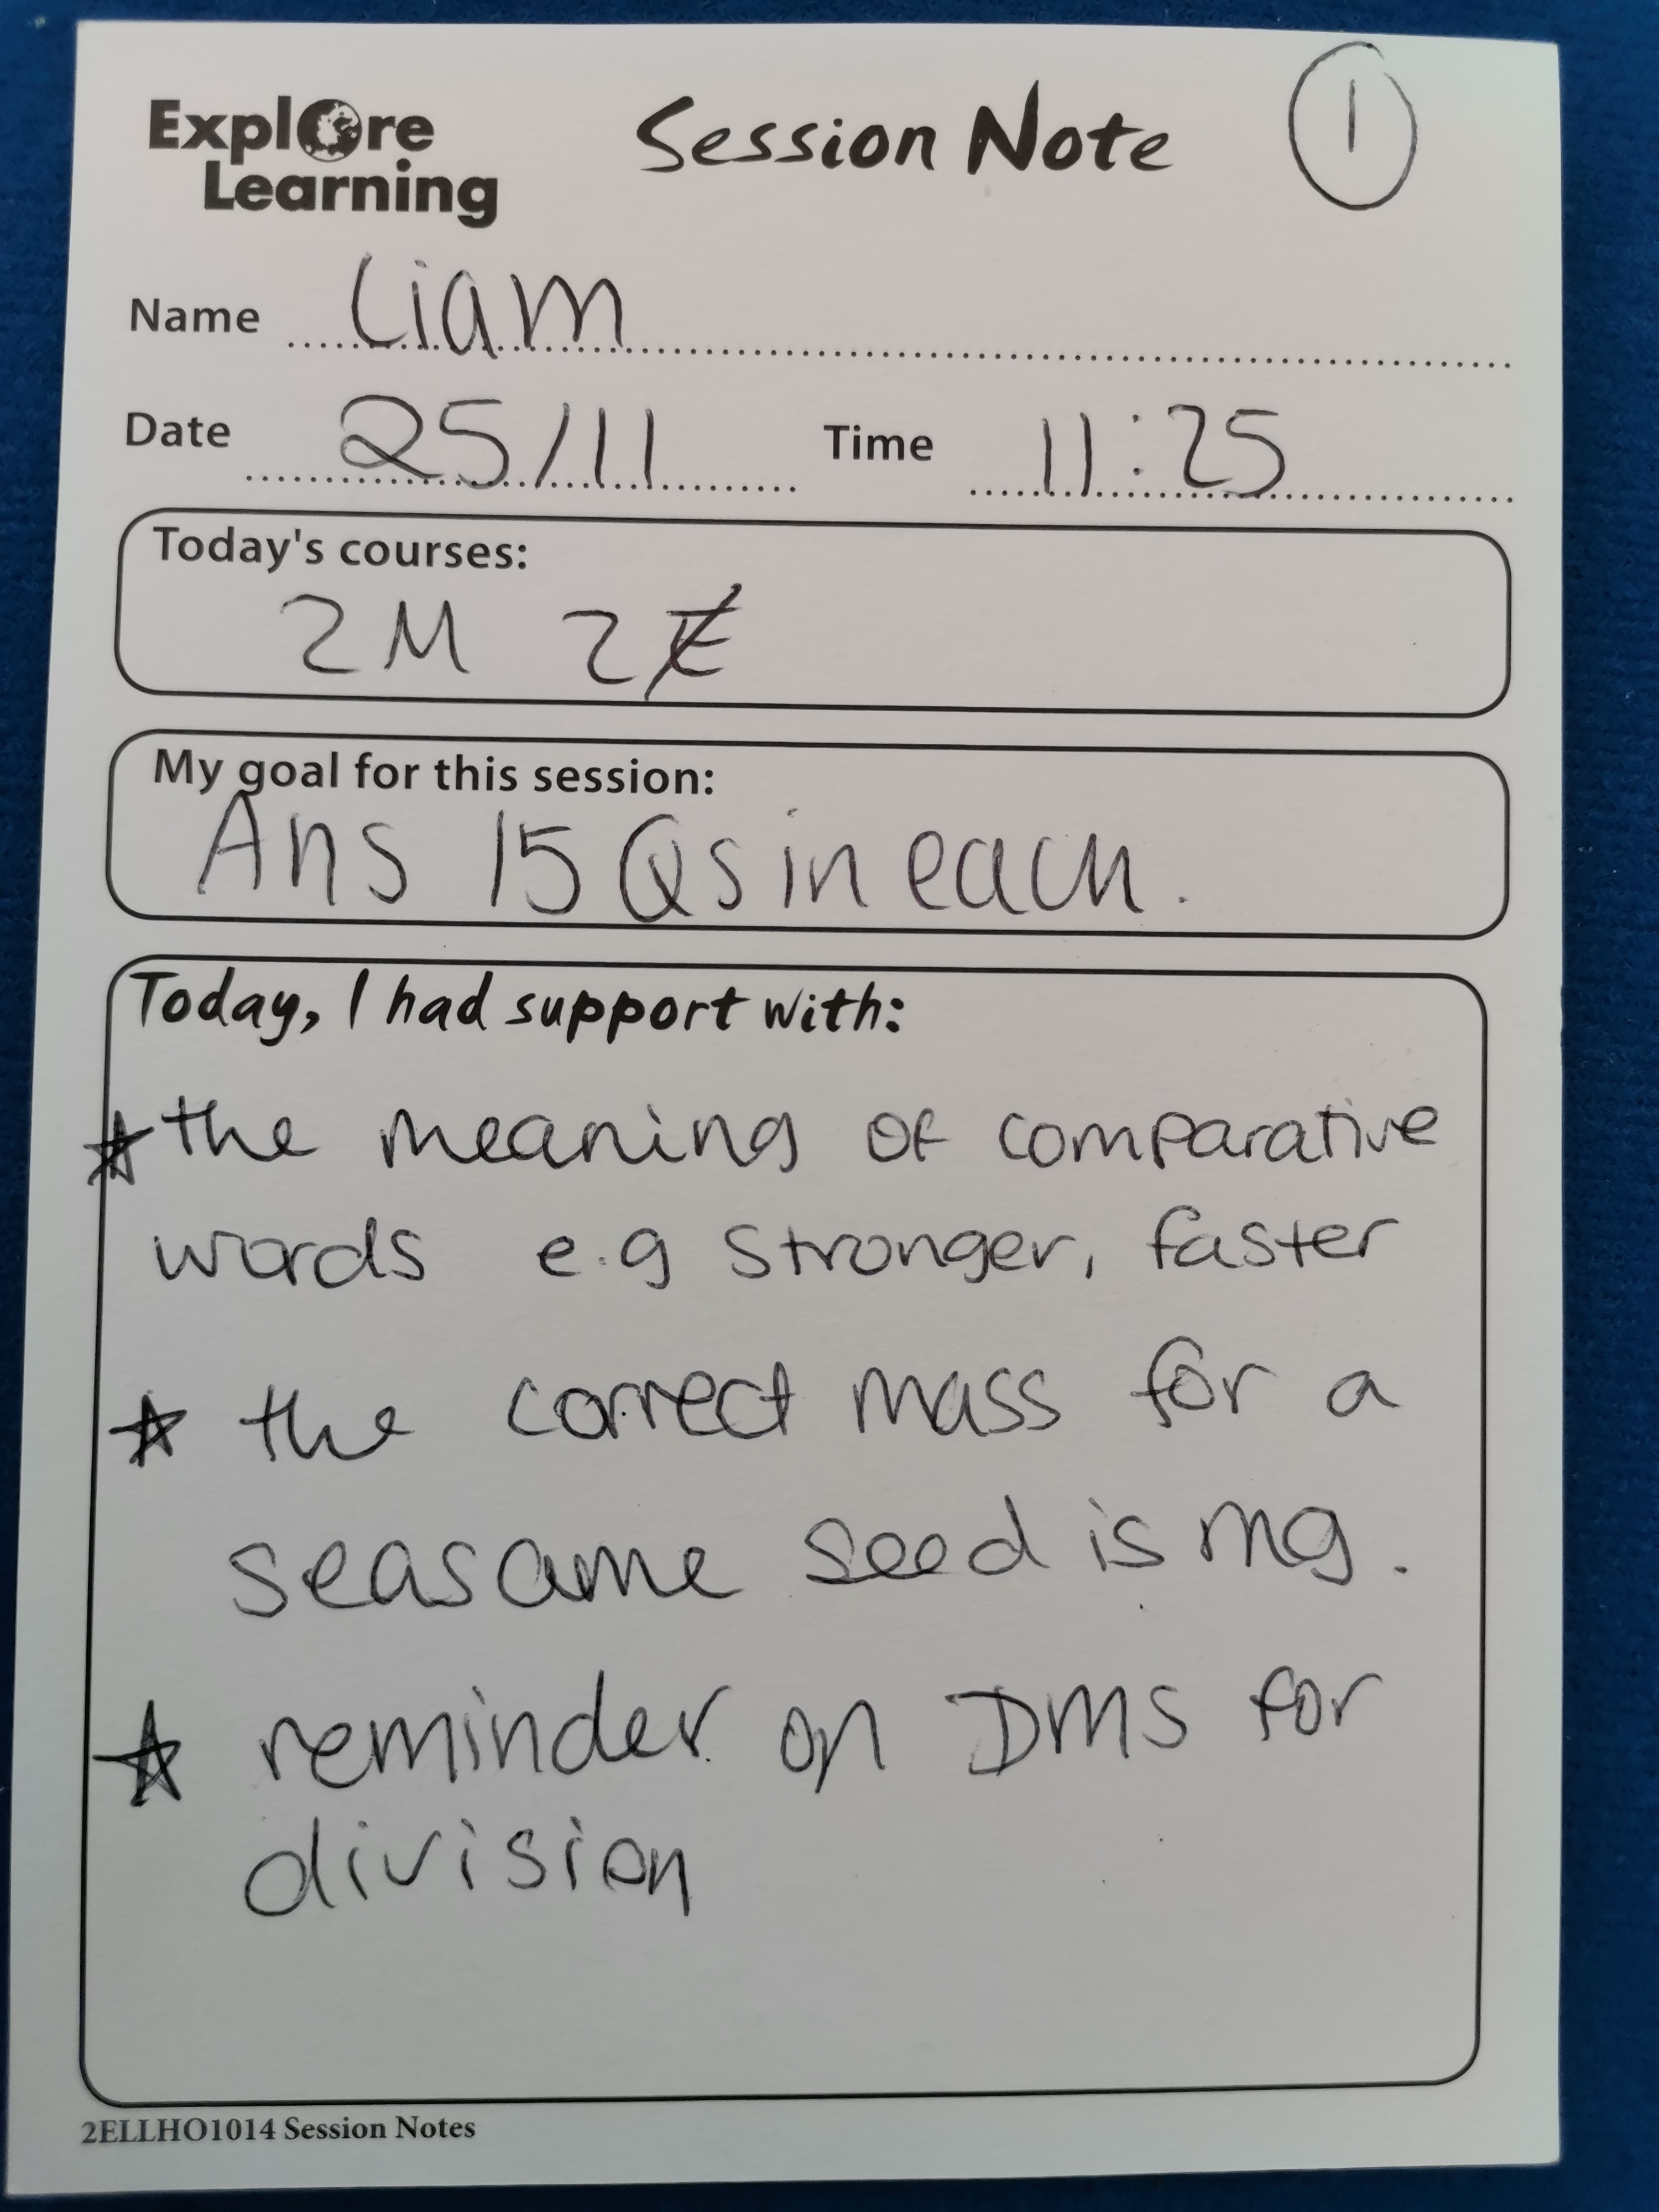 Explore
Learning
Session Note
1
Name Liam
Date 25/11 Time 11:25
Today's courses:
2M 2E
My goal for this session:
Ans 15 Qs in each.
Today, I had support with:
☆ the meaning of comparative
words e.g stronger, faster
☆ the correct mass for a
seasame seed is mg.
☆ reminder on DMS for
division
2ELLHO1014 Session Notes